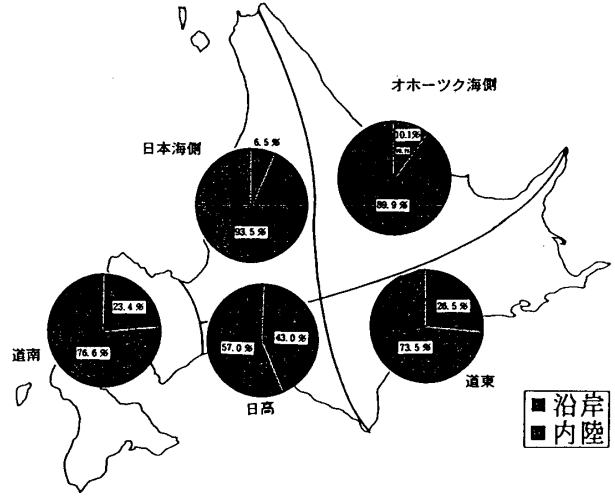 オホーツク海側
10.1%
89.9%
日本海側
6.5%
93.5%
道南
23.4%
76.6%
日高
57.0%
43.0%
道東
26.5%
73.5%
沿岸
内陸